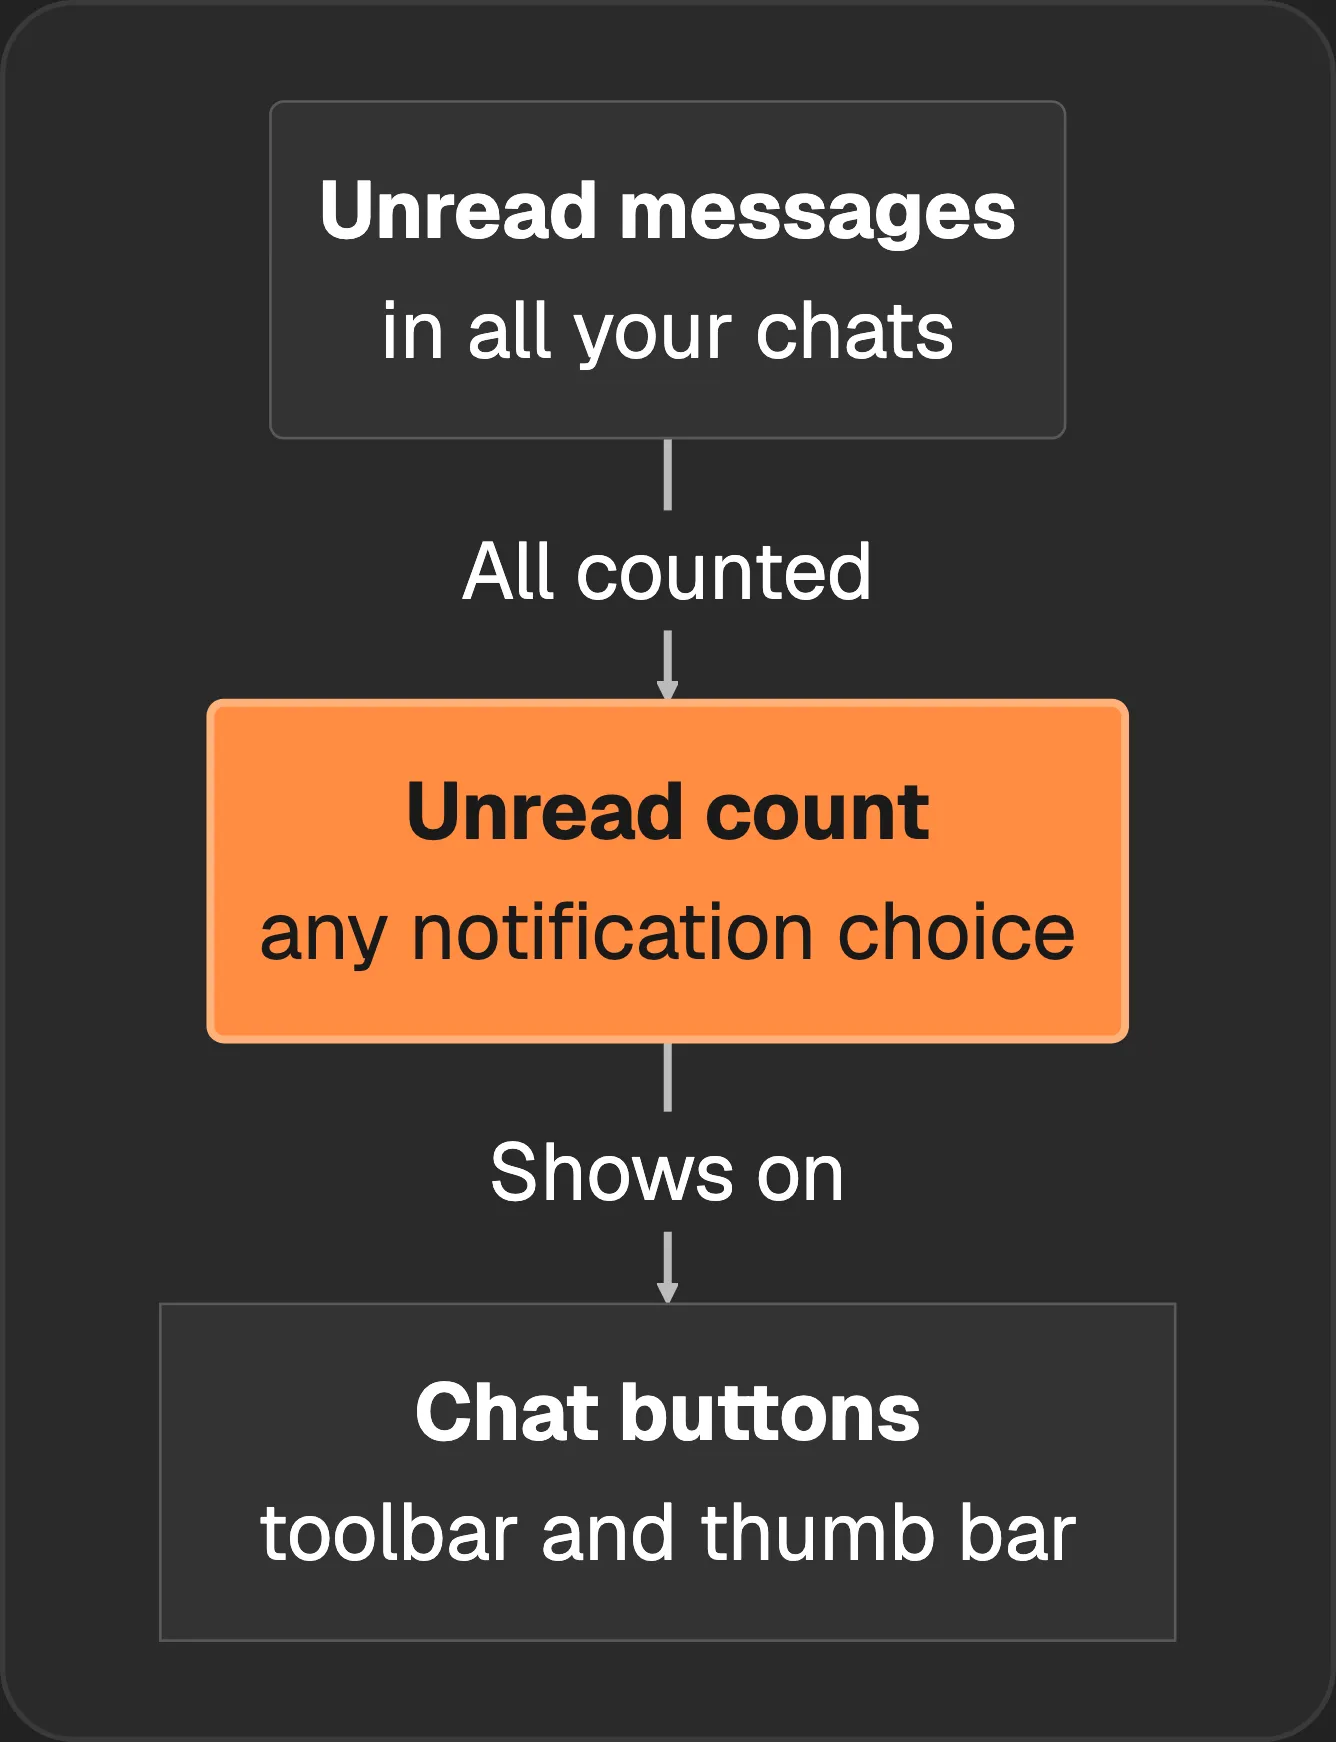 Unread messages
in all your chats
All counted
Unread count
any notification choice
Shows on
Chat buttons
toolbar and thumb bar